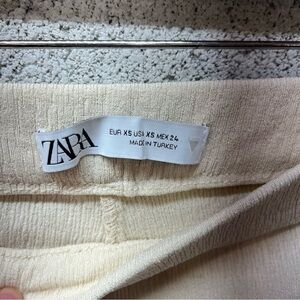 ZARA
EUR XS USA XS MEX 24
MADE IN TURKEY